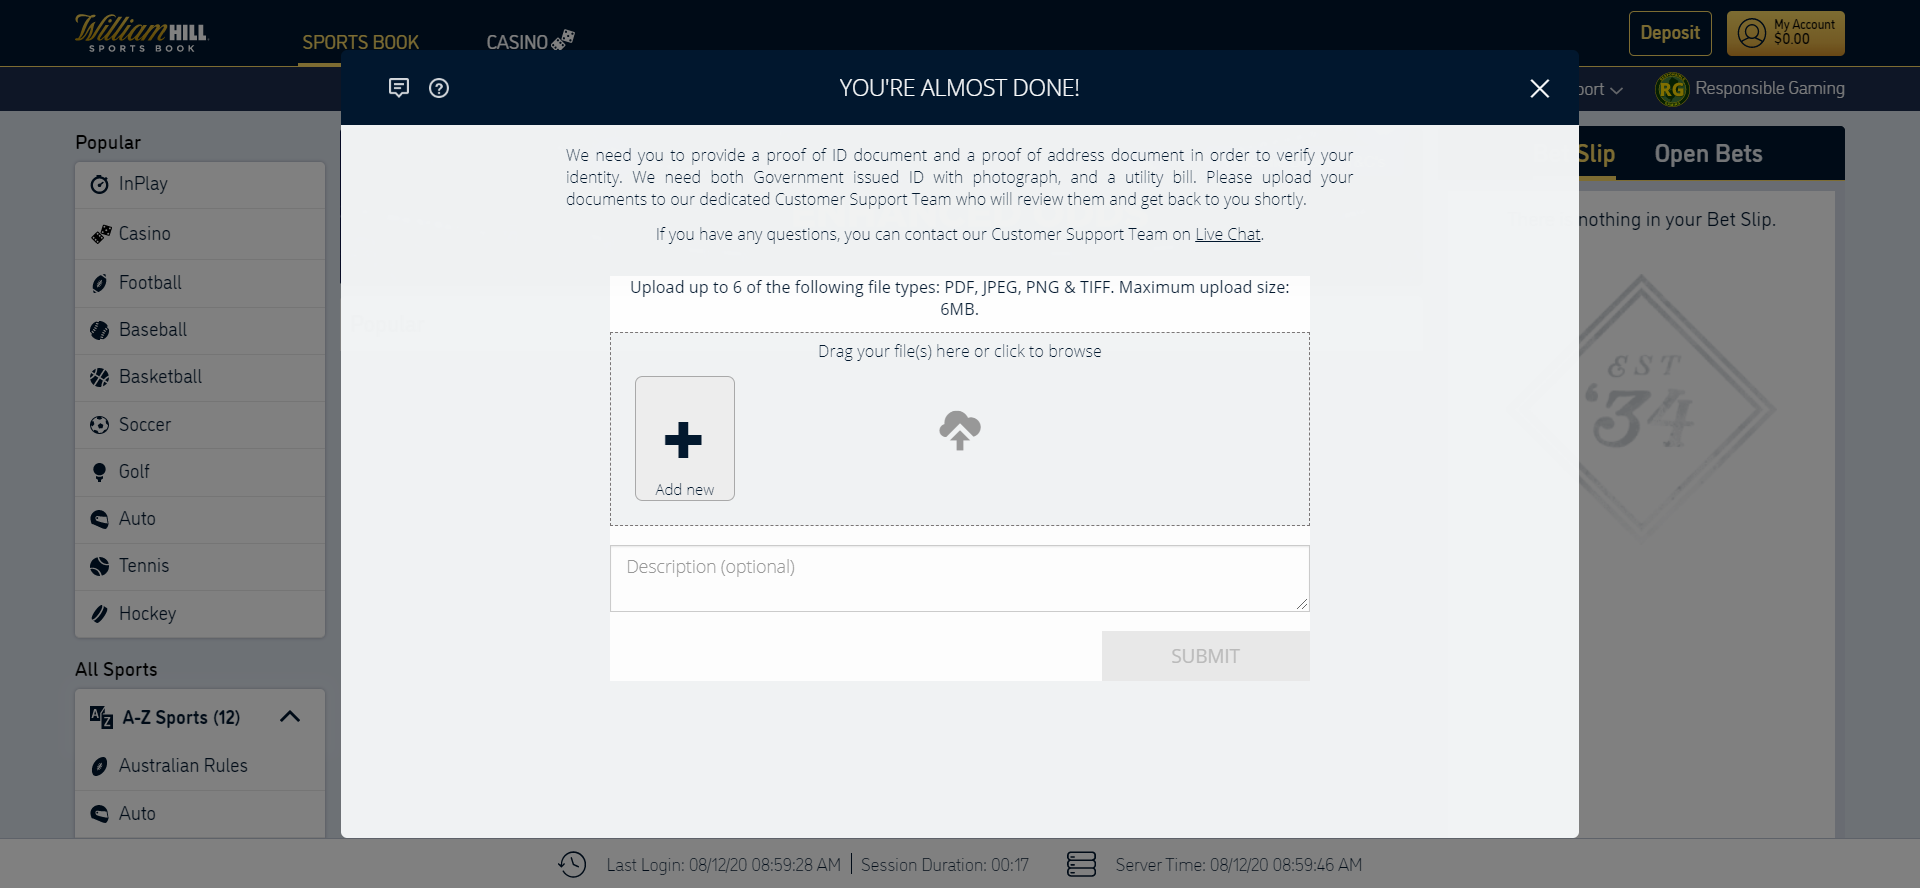 William HILL
SPORTS BOOK
SPORTS BOOK
CASINO
Deposit
My Account
$0.00
YOU'RE ALMOST DONE!
port
RG
Responsible Gaming
Popular
InPlay
Casino
Football
Baseball
Basketball
Soccer
Golf
Auto
Tennis
Hockey
All Sports
A-Z Sports (12)
Australian Rules
Auto
We need you to provide a proof of ID document and a proof of address document in order to verify your
identity. We need both Government issued ID with photograph, and a utility bill. Please upload your
documents to our dedicated Customer Support Team who will review them and get back to you shortly.
If you have any questions, you can contact our Customer Support Team on Live Chat.
Upload up to 6 of the following file types: PDF, JPEG, PNG & TIFF. Maximum upload size:
6MB.
Drag your file(s) here or click to browse
Add new
Description (optional)
SUBMIT
Slip
Open Bets
nothing in your Bet Slip.
EST
'34
Last Login: 08/12/20 08:59:28 AM
Session Duration: 00:17
Server Time: 08/12/20 08:59:46 AM